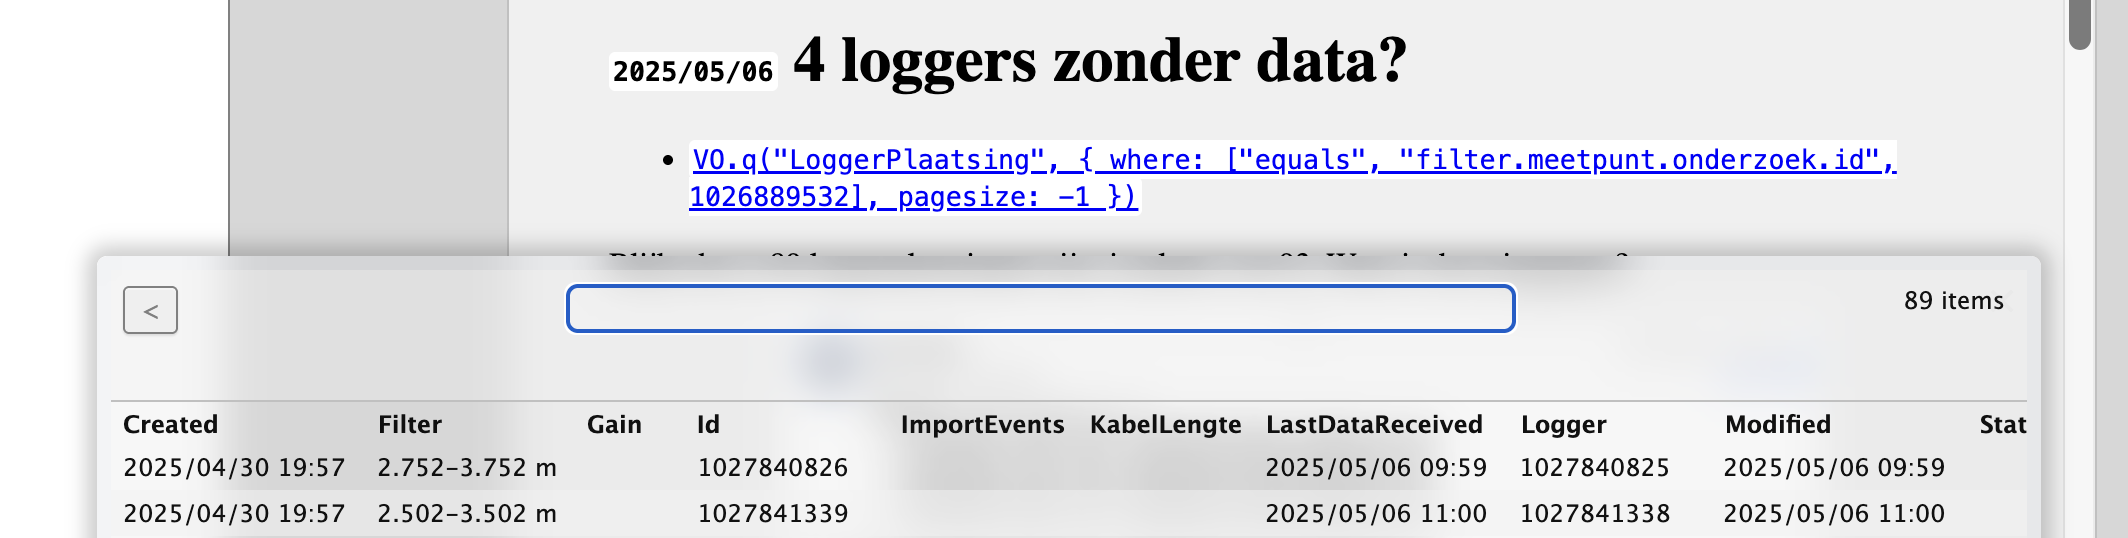 2025/05/06 4 loggers zonder data?
• VO.q("LoggerPlaatsing", { where: ["equals", "filter.meetpunt.onderzoek.id",
1026889532], pagesize: -1 })
<
89 items
Created Filter Gain Id ImportEvents KabelLengte LastDataReceived Logger Modified Stat
2025/04/30 19:57 2.752-3.752 m 1027840826 2025/05/06 09:59 1027840825 2025/05/06 09:59
2025/04/30 19:57 2.502-3.502 m 1027841339 2025/05/06 11:00 1027841338 2025/05/06 11:00